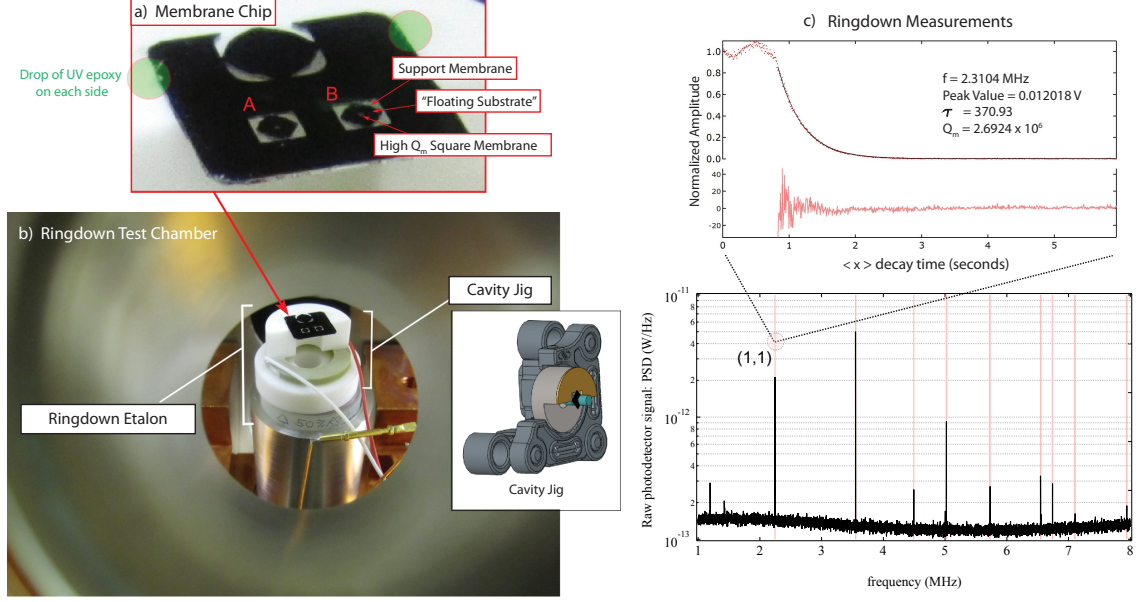 a) Membrane Chip
Drop of UV epoxy
on each side
A
B
Support Membrane
"Floating Substrate"
High Qm Square Membrane
b) Ringdown Test Chamber
Cavity Jig
Ringdown Etalon
Cavity Jig
c) Ringdown Measurements
Normalized Amplitude
1.0
0.8
0.6
0.4
0.2
0.0
f = 2.3104 MHz
Peak Value = 0.012018 V
τ = 370.93
Qm = 2.6924 x 10⁶
40
20
0
-20
0 1 2 3 4 5
< x > decay time (seconds)
Raw photodetector signal: PSD (W/Hz)
10⁻¹¹
8
6
4
2
10⁻¹²
8
6
4
2
10⁻¹³
(1,1)
1 2 3 4 5 6 7 8
frequency (MHz)